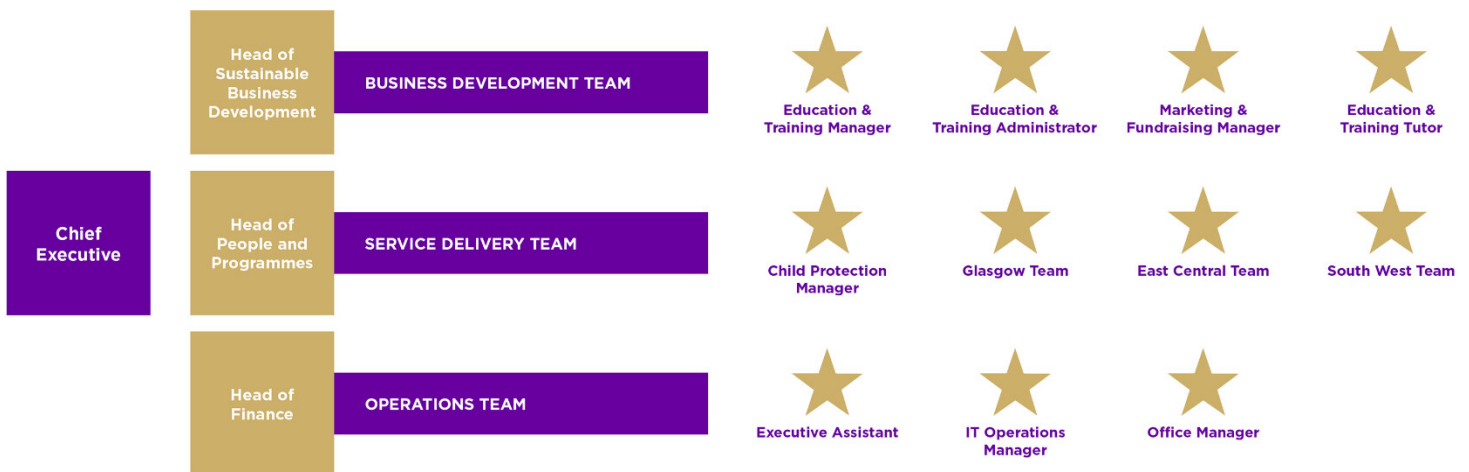 Head of
Sustainable
Business
Development
BUSINESS DEVELOPMENT TEAM
Education &
Training Manager
Education &
Training Administrator
Marketing &
Fundraising Manager
Education &
Training Tutor
Chief
Executive
Head of
People and
Programmes
SERVICE DELIVERY TEAM
Child Protection
Manager
Glasgow Team
East Central Team
South West Team
Head of
Finance
OPERATIONS TEAM
Executive Assistant
IT Operations
Manager
Office Manager